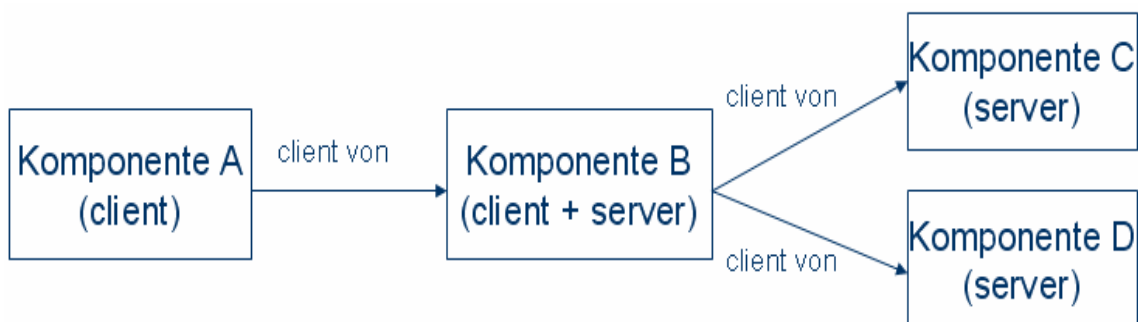 Komponente A
(client)
client von
Komponente B
(client + server)
client von
client von
Komponente C
(server)
Komponente D
(server)